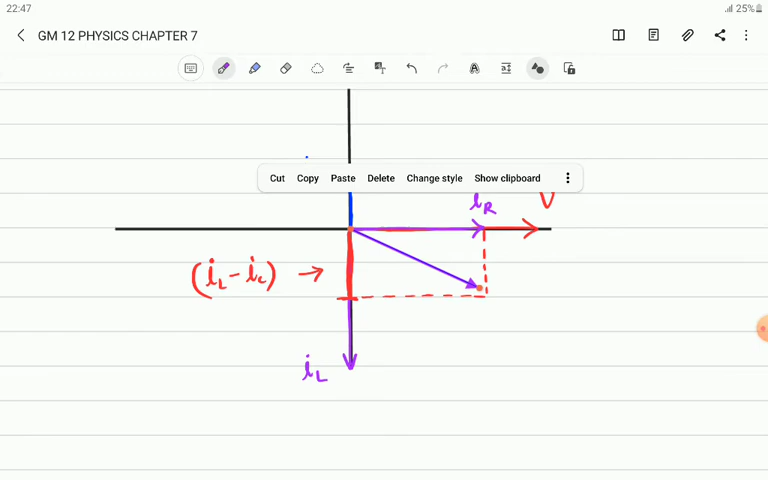 22:47
25%
GM 12 PHYSICS CHAPTER 7
Cut Copy Paste Delete Change style Show clipboard
iR
V
(iL - ic) →
iL